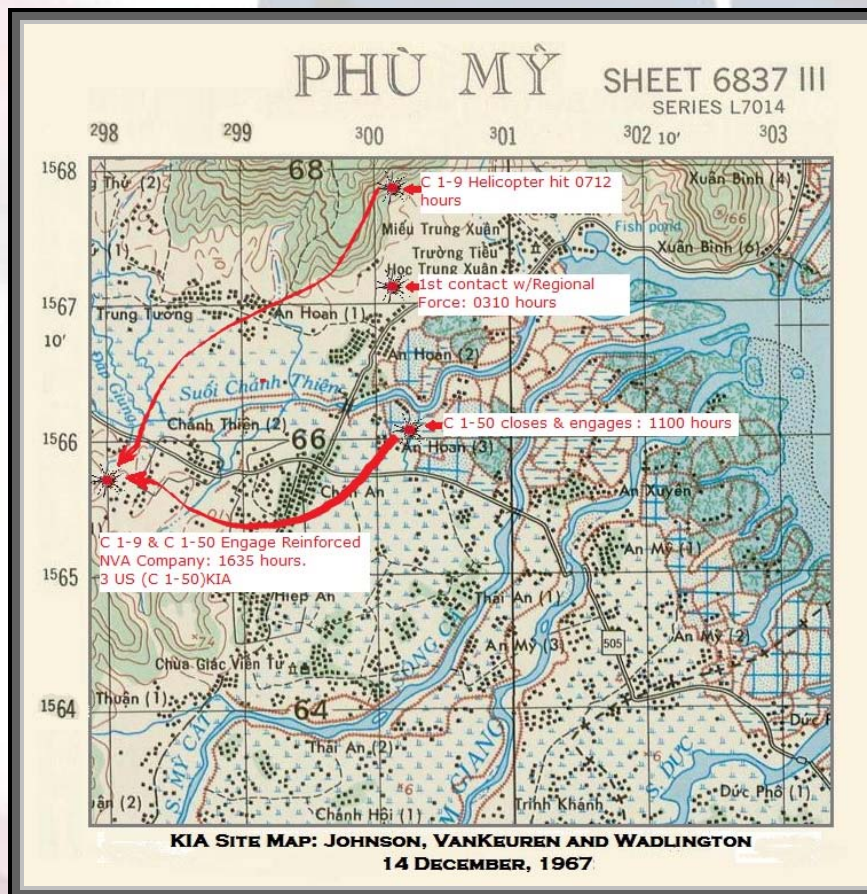 PHÙ MỸ
SHEET 6837 III
SERIES L7014
298 299 ³00 301 302 10' 303
¹⁵68
68
C 1-9 Helicopter hit 0712
hours
Xuân Bình (4)
Miếu Trung Xuân
Fish pond
Trường Tiểu
Học Trung Xuân
Xuân Bình (6)
1st contact w/Regional
Force: 0310 hours
¹⁵67
10'
Trung Tường
An Hoan (1)
An Hoan (2)
Đập Giang
Suối Chánh Thiện
Chánh Thiện (2)
C 1-50 closes & engages : 1100 hours
¹⁵66
66
An Hoan (3)
Chán An
An Xuyên
C 1-9 & C 1-50 Engage Reinforced
NVA Company: 1635 hours.
3 US (C 1-50)KIA
An Mỹ (1)
¹⁵65
Hiệp An
Thái An (1)
505
An Mỹ (2)
An Mỹ (3)
Chùa Giác Viên Tự
Thuận (1)
¹⁵64
64
S. MỸ CÁT
Thái An (2)
GIANG
S. DỨC
Đức Phổ (1)
Chánh Hội (1)
Trinh Khánh
KIA Site Map: Johnson, VanKeuren and Wadlington
14 December, 1967